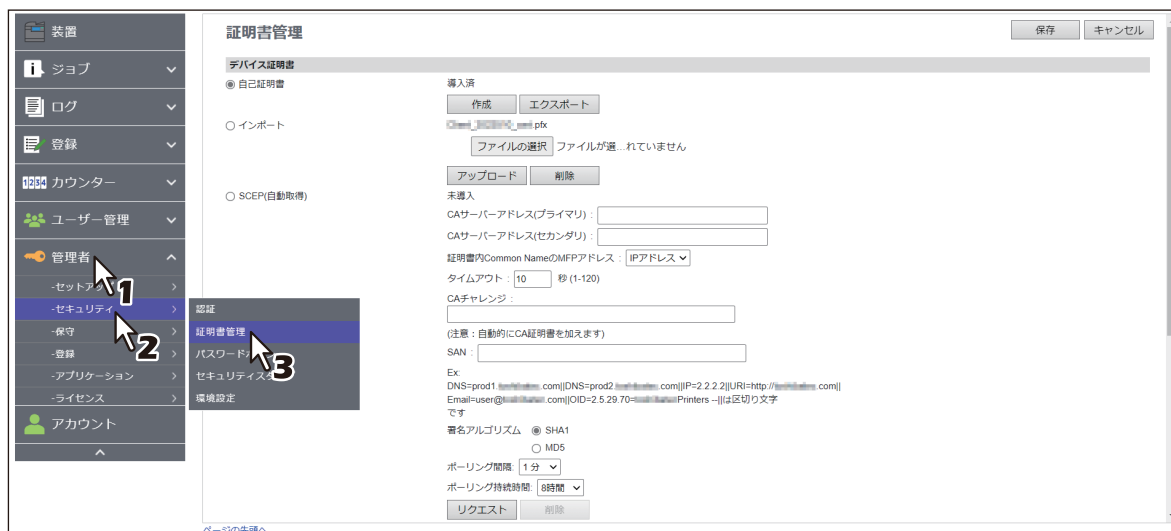 装置
ジョブ
ログ
登録
1234 カウンター
ユーザー管理
管理者
-セットアップ
-セキュリティ
-保守
-登録
-アプリケーション
-ライセンス
アカウント
1
2
3
認証
証明書管理
セキュリティ
環境設定
証明書管理
保存 キャンセル
デバイス証明書
自己証明書 導入済
作成 エクスポート
インポート .pfx
ファイルの選択 ファイルが選...れていません
アップロード 削除
SCEP(自動取得) 未導入
CAサーバーアドレス(プライマリ) :
CAサーバーアドレス(セカンダリ) :
証明書内Common NameのMFPアドレス : IPアドレス
タイムアウト : 10 秒 (1-120)
CAチャレンジ :
(注意 : 自動的にCA証明書を加えます)
SAN :
Ex:
DNS=prod1. .com||DNS=prod2. .com||IP=2.2.2.2||URI=http:// .com||
Email=user@ .com||OID=2.5.29.70= Printers --||は区切り文字
です
署名アルゴリズム SHA1
MD5
ポーリング間隔: 1 分
ポーリング持続時間: 8時間
リクエスト 削除
ページの先頭へ